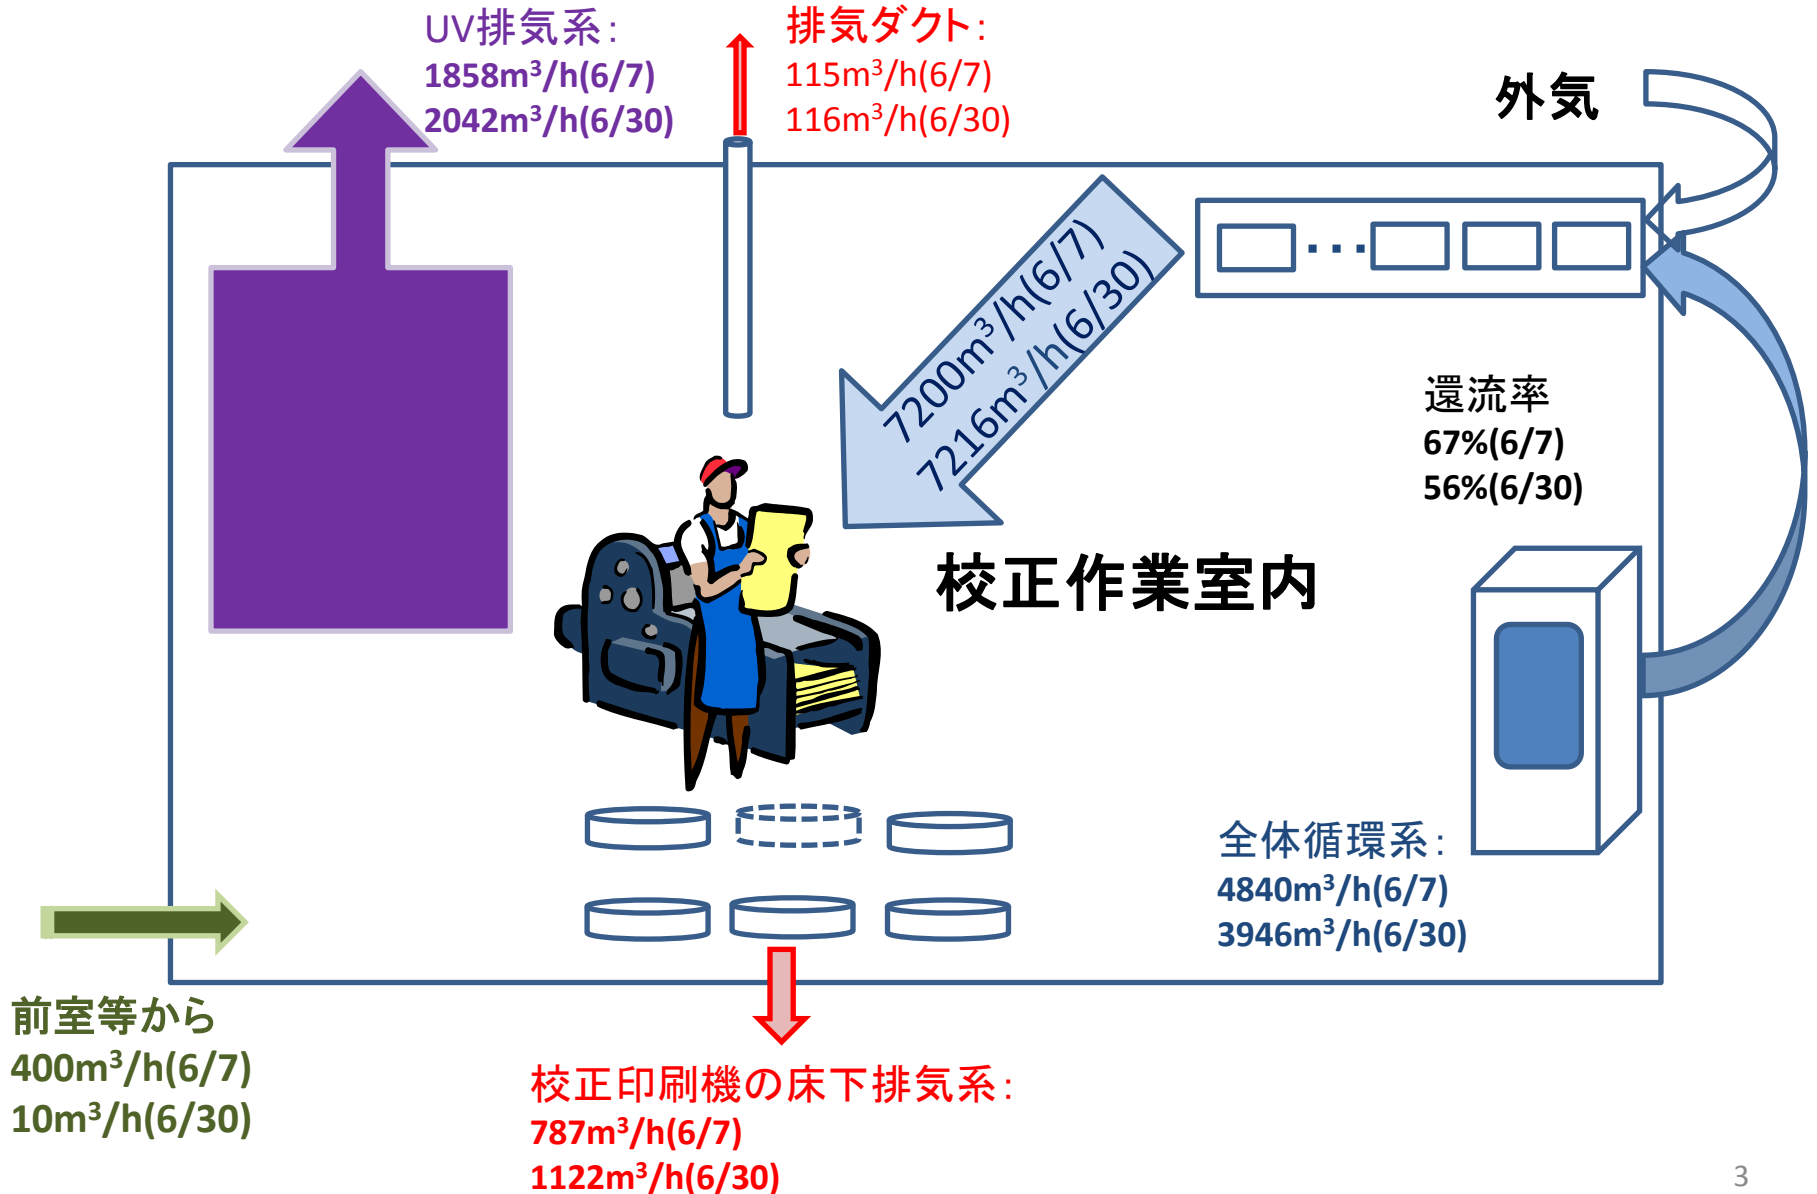 UV排気系：
1858m³/h(6/7)
2042m³/h(6/30)
排気ダクト：
115m³/h(6/7)
116m³/h(6/30)
外気
7200m³/h(6/7)
7216m³/h(6/30)
還流率
67%(6/7)
56%(6/30)
校正作業室内
全体循環系：
4840m³/h(6/7)
3946m³/h(6/30)
前室等から
400m³/h(6/7)
10m³/h(6/30)
校正印刷機の床下排気系：
787m³/h(6/7)
1122m³/h(6/30)
3